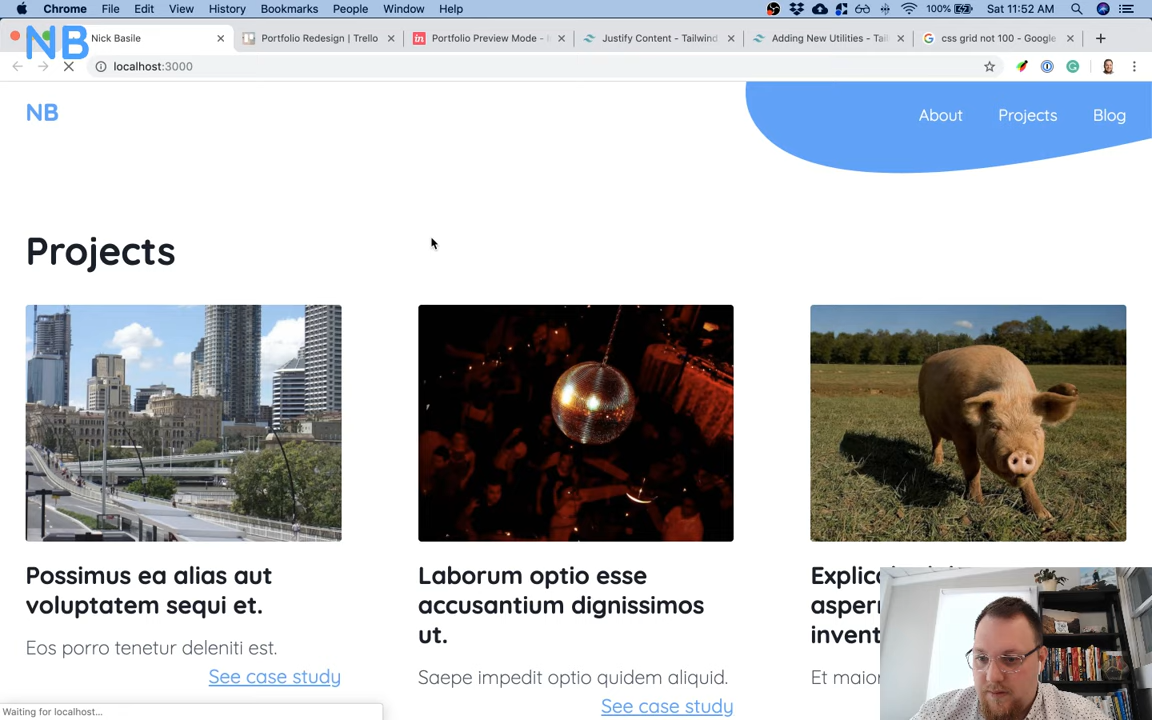 Chrome File Edit View History Bookmarks People Window Help 100% Sat 11:52 AM
NB
Nick Basile Portfolio Redesign | Trello Portfolio Preview Mode - Justify Content - Tailwind Adding New Utilities - Tail css grid not 100 - Google
localhost:3000
NB About Projects Blog
Projects
Possimus ea alias aut
voluptatem sequi et.
Eos porro tenetur deleniti est.
See case study
Laborum optio esse
accusantium dignissimos
ut.
Saepe impedit optio quidem aliquid.
See case study
invent
Et maior
Waiting for localhost...